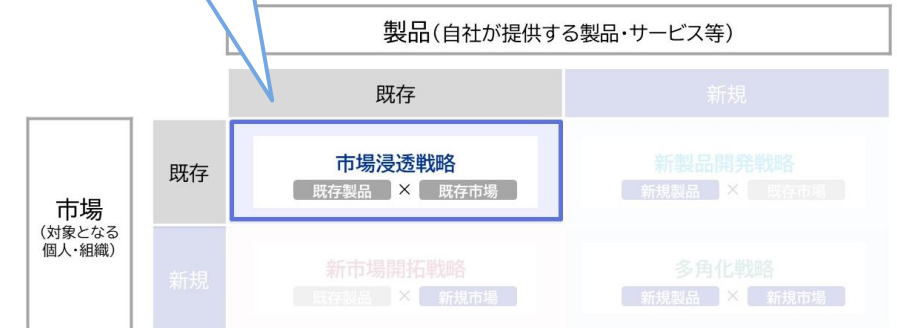 製品(自社が提供する製品・サービス等)
既存
新規
市場
(対象となる
個人・組織)
既存
市場浸透戦略
既存製品 × 既存市場
新製品開発戦略
新規製品 × 既存市場
新規
新市場開拓戦略
既存製品 × 新規市場
多角化戦略
新規製品 × 新規市場